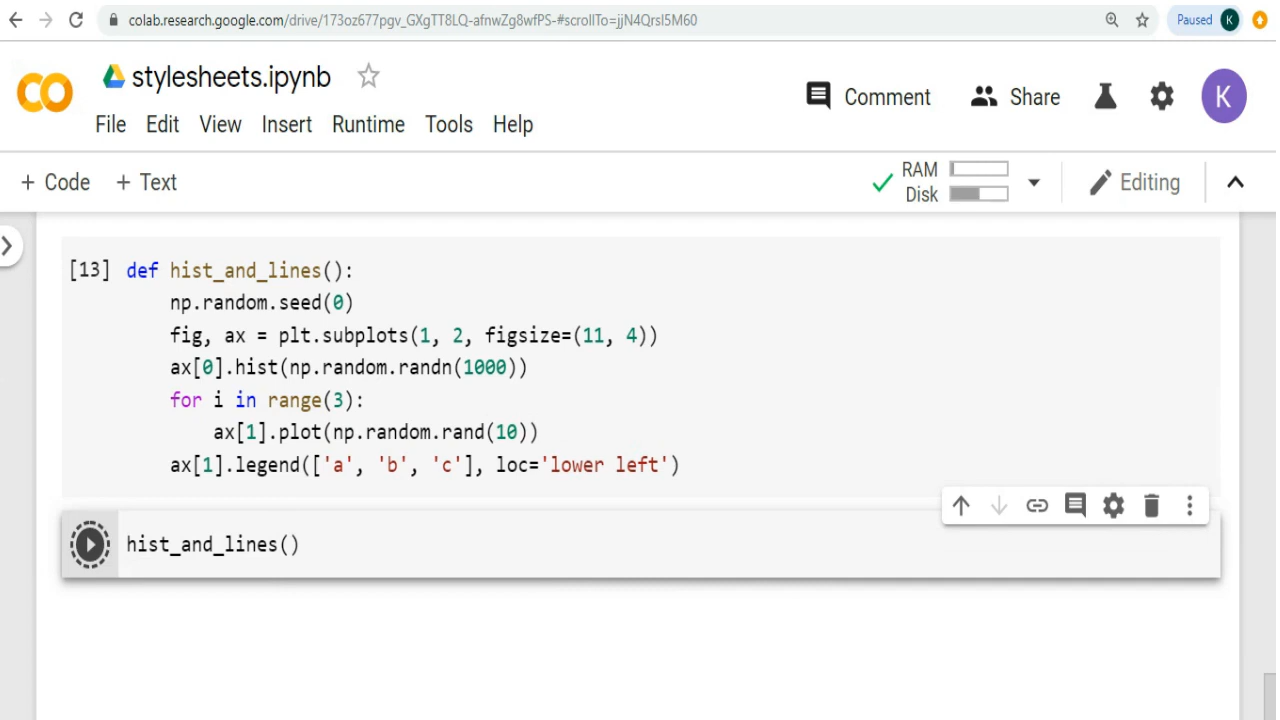 colab.research.google.com/drive/173oz677pgv_GXgTT8LQ-afnwZg8wfPS-#scrollTo=jjN4Qrsl5M60
Paused K
stylesheets.ipynb
Comment Share K
File Edit View Insert Runtime Tools Help
+ Code + Text
RAM
Disk
Editing
[13] def hist_and_lines():
np.random.seed(0)
fig, ax = plt.subplots(1, 2, figsize=(11, 4))
ax[0].hist(np.random.randn(1000))
for i in range(3):
ax[1].plot(np.random.rand(10))
ax[1].legend(['a', 'b', 'c'], loc='lower left')
hist_and_lines()